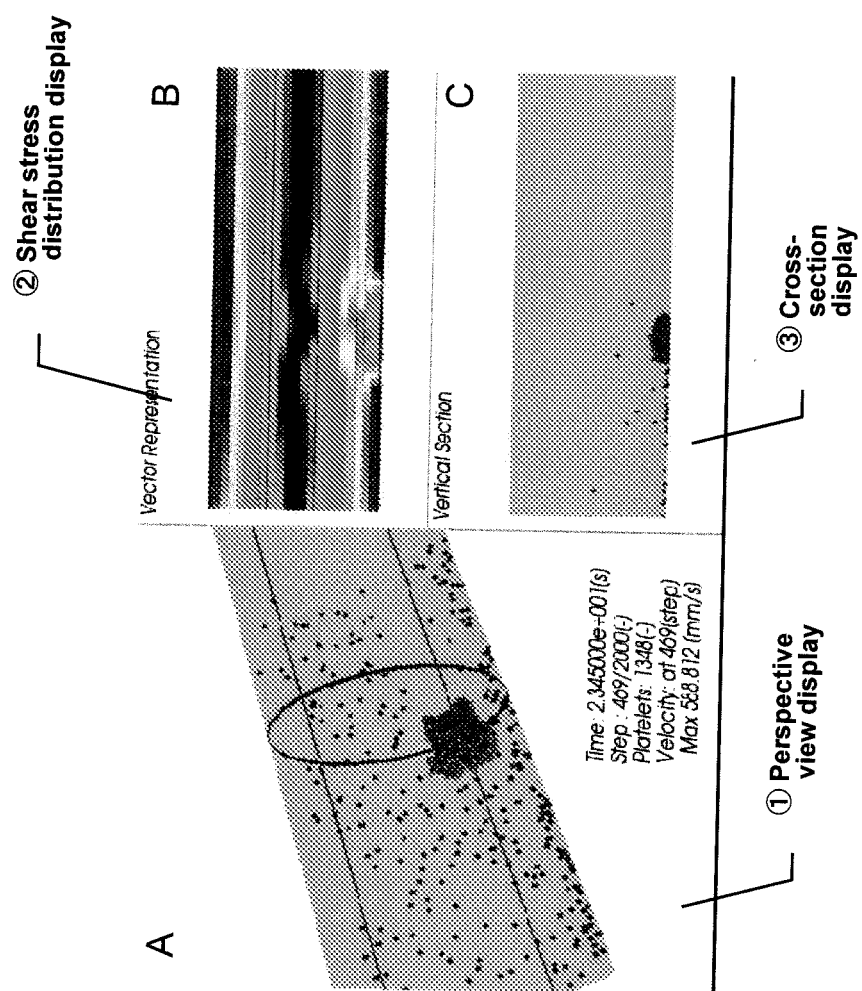 A
B
C
② Shear stress
distribution display
Vector Representation
Vertical Section
Time: 2.345000e+001(s)
Step : 469/2000(-)
Platelets: 1348(-)
Velocity: at 469(step)
Max 588.812 (mm/s)
① Perspective
view display
③ Cross-
section
display